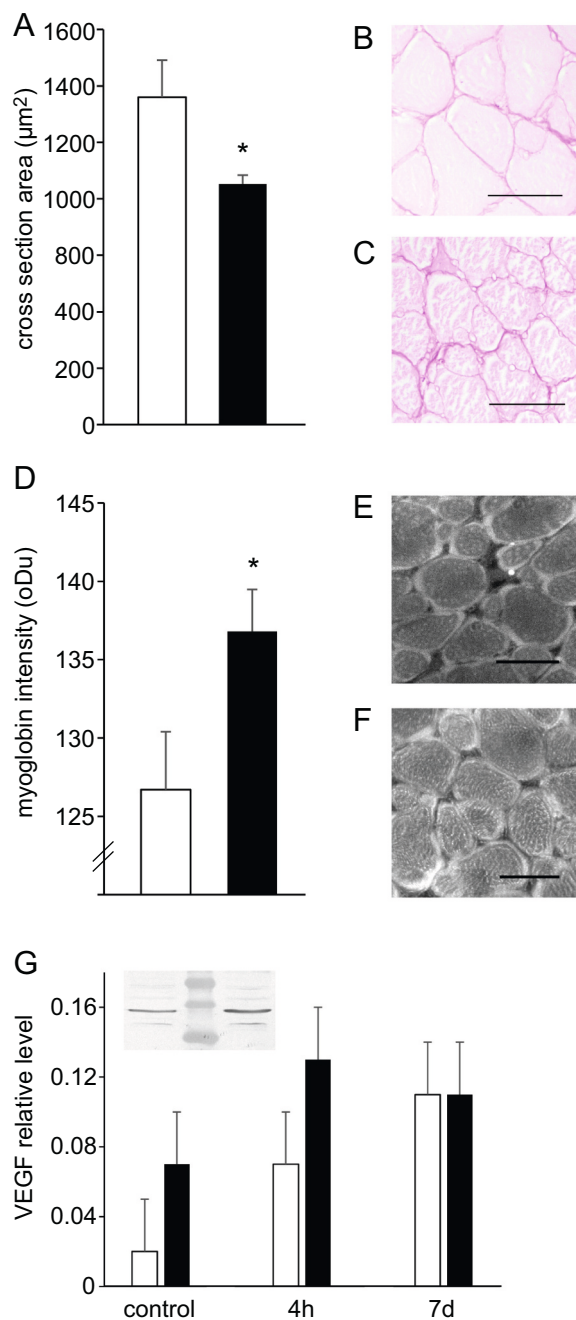 A
cross section area (µm²)
1600
1400
1200
1000
800
400
200
0
*
B
C
D
myoglobin intensity (oDu)
145
140
135
130
125
*
E
F
G
VEGF relative level
0.16
0.12
0.08
0.04
0
control 4h 7d